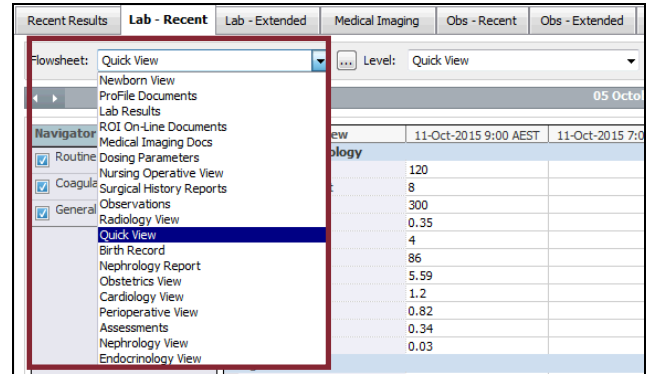 Recent Results Lab - Recent Lab - Extended Medical Imaging Obs - Recent Obs - Extended
Flowsheet: Quick View ... Level: Quick View
05 Octo
Newborn View
ProFile Documents
Lab Results
ROI On-Line Documents
Medical Imaging Docs
Dosing Parameters
Nursing Operative View
Surgical History Reports
Observations
Radiology View
Quick View
Birth Record
Nephrology Report
Obstetrics View
Cardiology View
Perioperative View
Assessments
Nephrology View
Endocrinology View
Navigator
Routine
Coagula
General
ew 11-Oct-2015 9:00 AEST 11-Oct-2015 7:0
ology
120
8
300
0.35
4
86
5.59
1.2
0.82
0.34
0.03